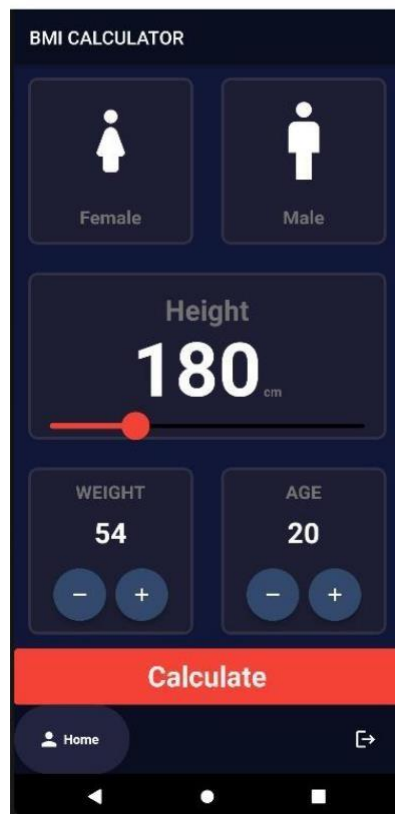 BMI CALCULATOR
Female
Male
Height
180 cm
WEIGHT
AGE
54
20
− +
− +
Calculate
Home